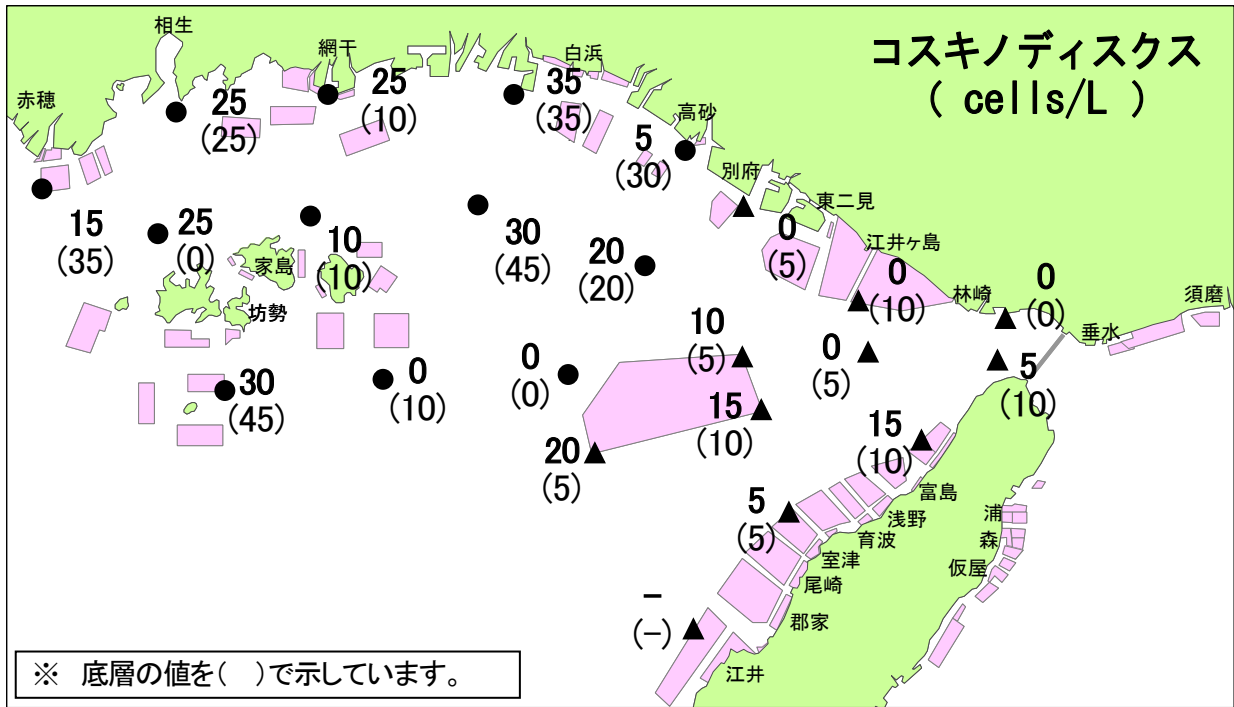 コスキノディスクス
( cells/L )
相生
網干
白浜
赤穂
高砂
別府
東二見
江井ヶ島
林崎
垂水
須磨
家島
坊勢
25
(25)
25
(10)
35
(35)
5
(30)
15
(35)
25
(0)
10
(10)
30
(45)
20
(20)
0
(5)
0
(10)
0
(0)
10
(5)
0
(5)
5
(10)
30
(45)
0
(10)
0
(0)
15
(10)
20
(5)
15
(10)
5
(5)
−
(−)
富島
浅野
育波
室津
尾崎
郡家
江井
浦
森
仮屋
※ 底層の値を( )で示しています。